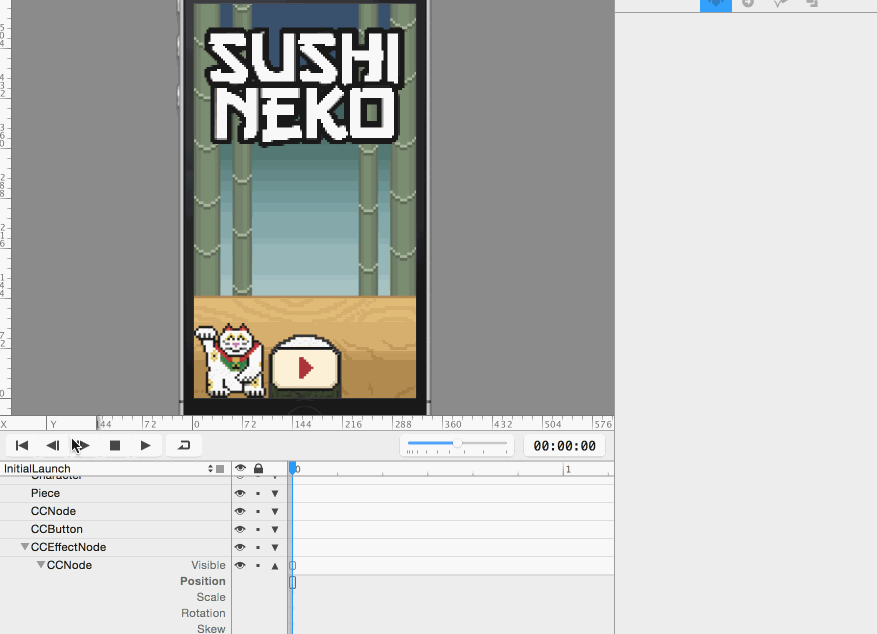 SUSHI
NEKO
X Y 44 72 0 72 144 216 288 360 432 504 576
00:00:00
InitialLaunch 0 1
Character
Piece
CCNode
CCButton
CCEffectNode
CCNode Visible
Position
Scale
Rotation
Skew